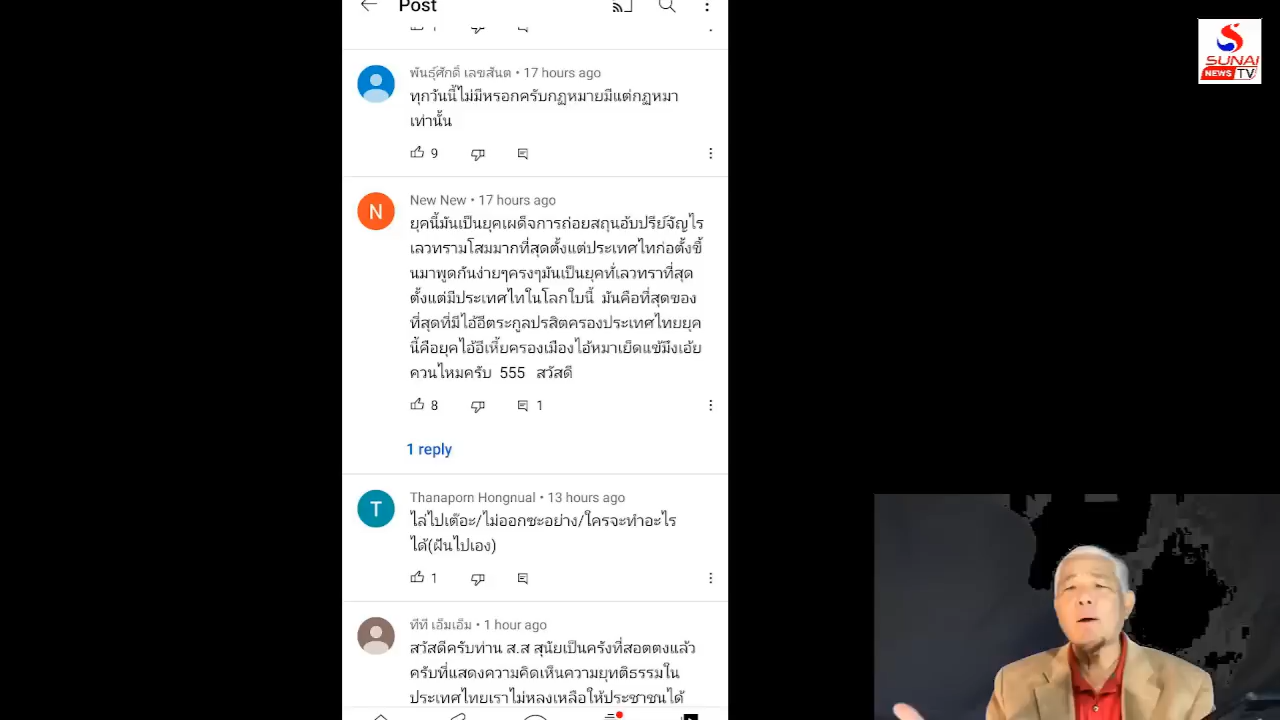 Post
พันธุ์ศักดิ์ เลขสันต • 17 hours ago
ทุกวันนี้ไม่มีหรอกครับกฏหมายมีแต่กฏหมา
เท่านั้น
9
N
New New • 17 hours ago
ยุคนี้มันเป็นยุคเผด็จการถ่อยสถุนอับปรีย์จัญไร
เลวทรามโสมมากที่สุดตั้งแต่ประเทศไทก่อตั้งขึ้
นมาพูดกันง่ายๆครงๆมันเป็นยุคทั่เลวทราที่สุด
ตั้งแต่มีประเทศไทในโลกใบนี้ มันคือที่สุดของ
ที่สุดที่มีไอ้อีตระกูลปรสิตครองประเทศไทยยุค
นี้คือยุคไอ้อีเหี้ยครองเมืองไอ้หมาเย็ดแข้มึงเอ้ย
ควนไหมครับ 555 สวัสดี
8
1
1 reply
T
Thanaporn Hongnual • 13 hours ago
ไล่ไปเต๊อะ/ไม่ออกซะอย่าง/ใครจะทำอะไร
ได้(ฝันไปเอง)
1
ทีที เอ็มเอ็ม • 1 hour ago
สวัสดีครับท่าน ส.ส สุนัยเป็นครั้งที่สอตตงแล้ว
ครับที่แสดงความคิดเห็นความยุทติธรรมใน
ประเทศไทยเราไม่หลงเหลือให้ประชาชนได้
SUNAI
NEWS TV